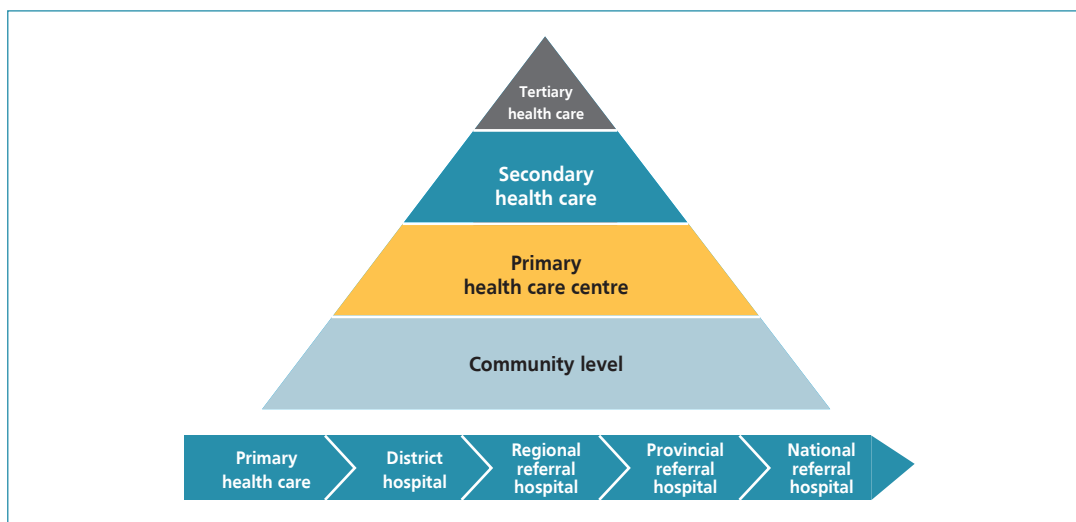 Tertiary
health care
Secondary
health care
Primary
health care centre
Community level
Primary
health care
District
hospital
Regional
referral
hospital
Provincial
referral
hospital
National
referral
hospital